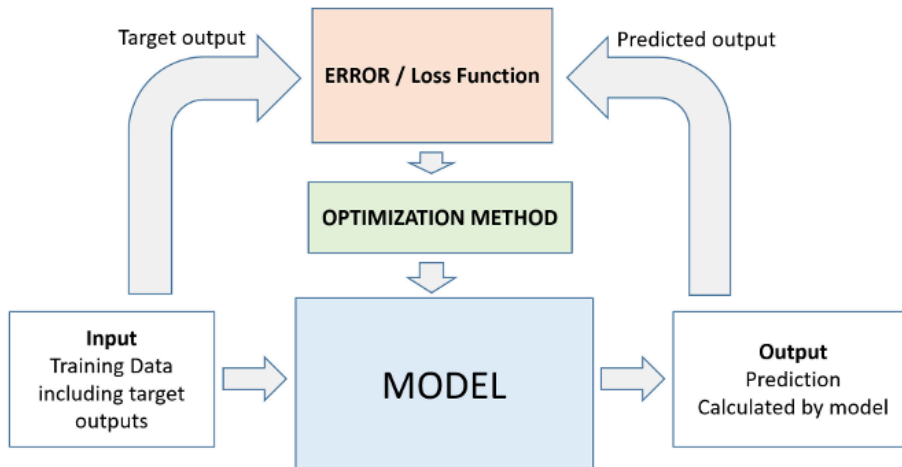 Target output
Predicted output
ERROR / Loss Function
OPTIMIZATION METHOD
Input
Training Data
including target
outputs
MODEL
Output
Prediction
Calculated by model